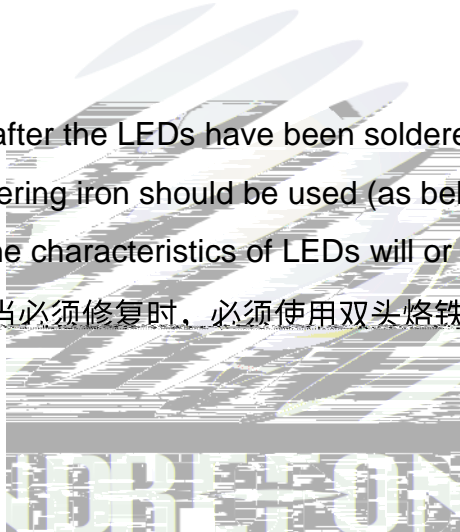 after the LEDs have been soldere
ering iron should be used (as bel
e characteristics of LEDs will or
当必须修复时，必须使用双头烙铁